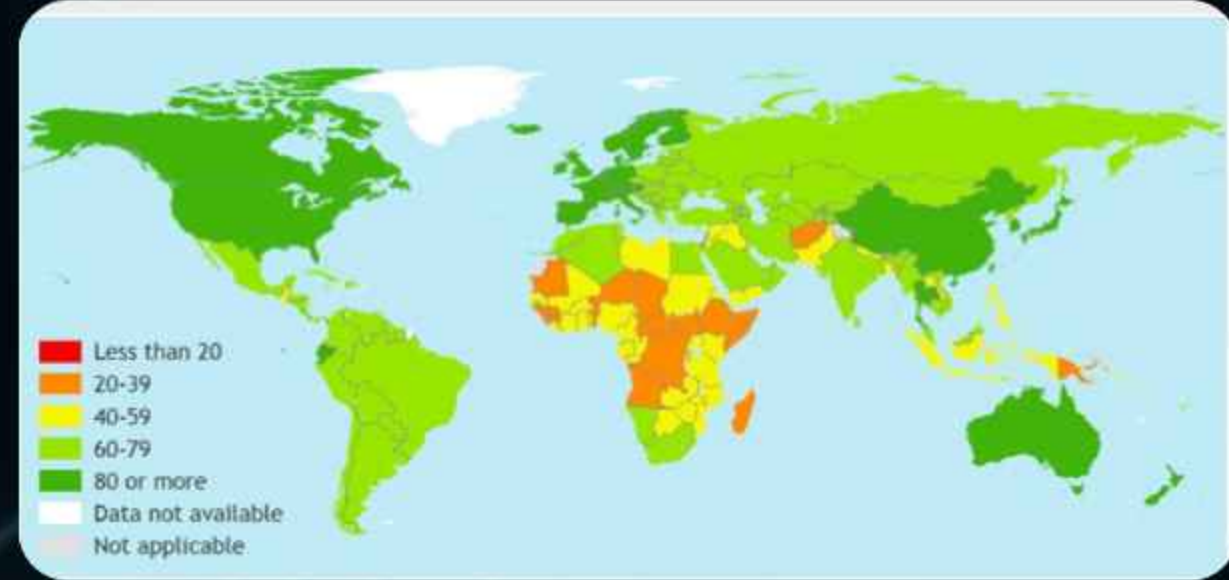 Less than 20
20-39
40-59
60-79
80 or more
Data not available
Not applicable